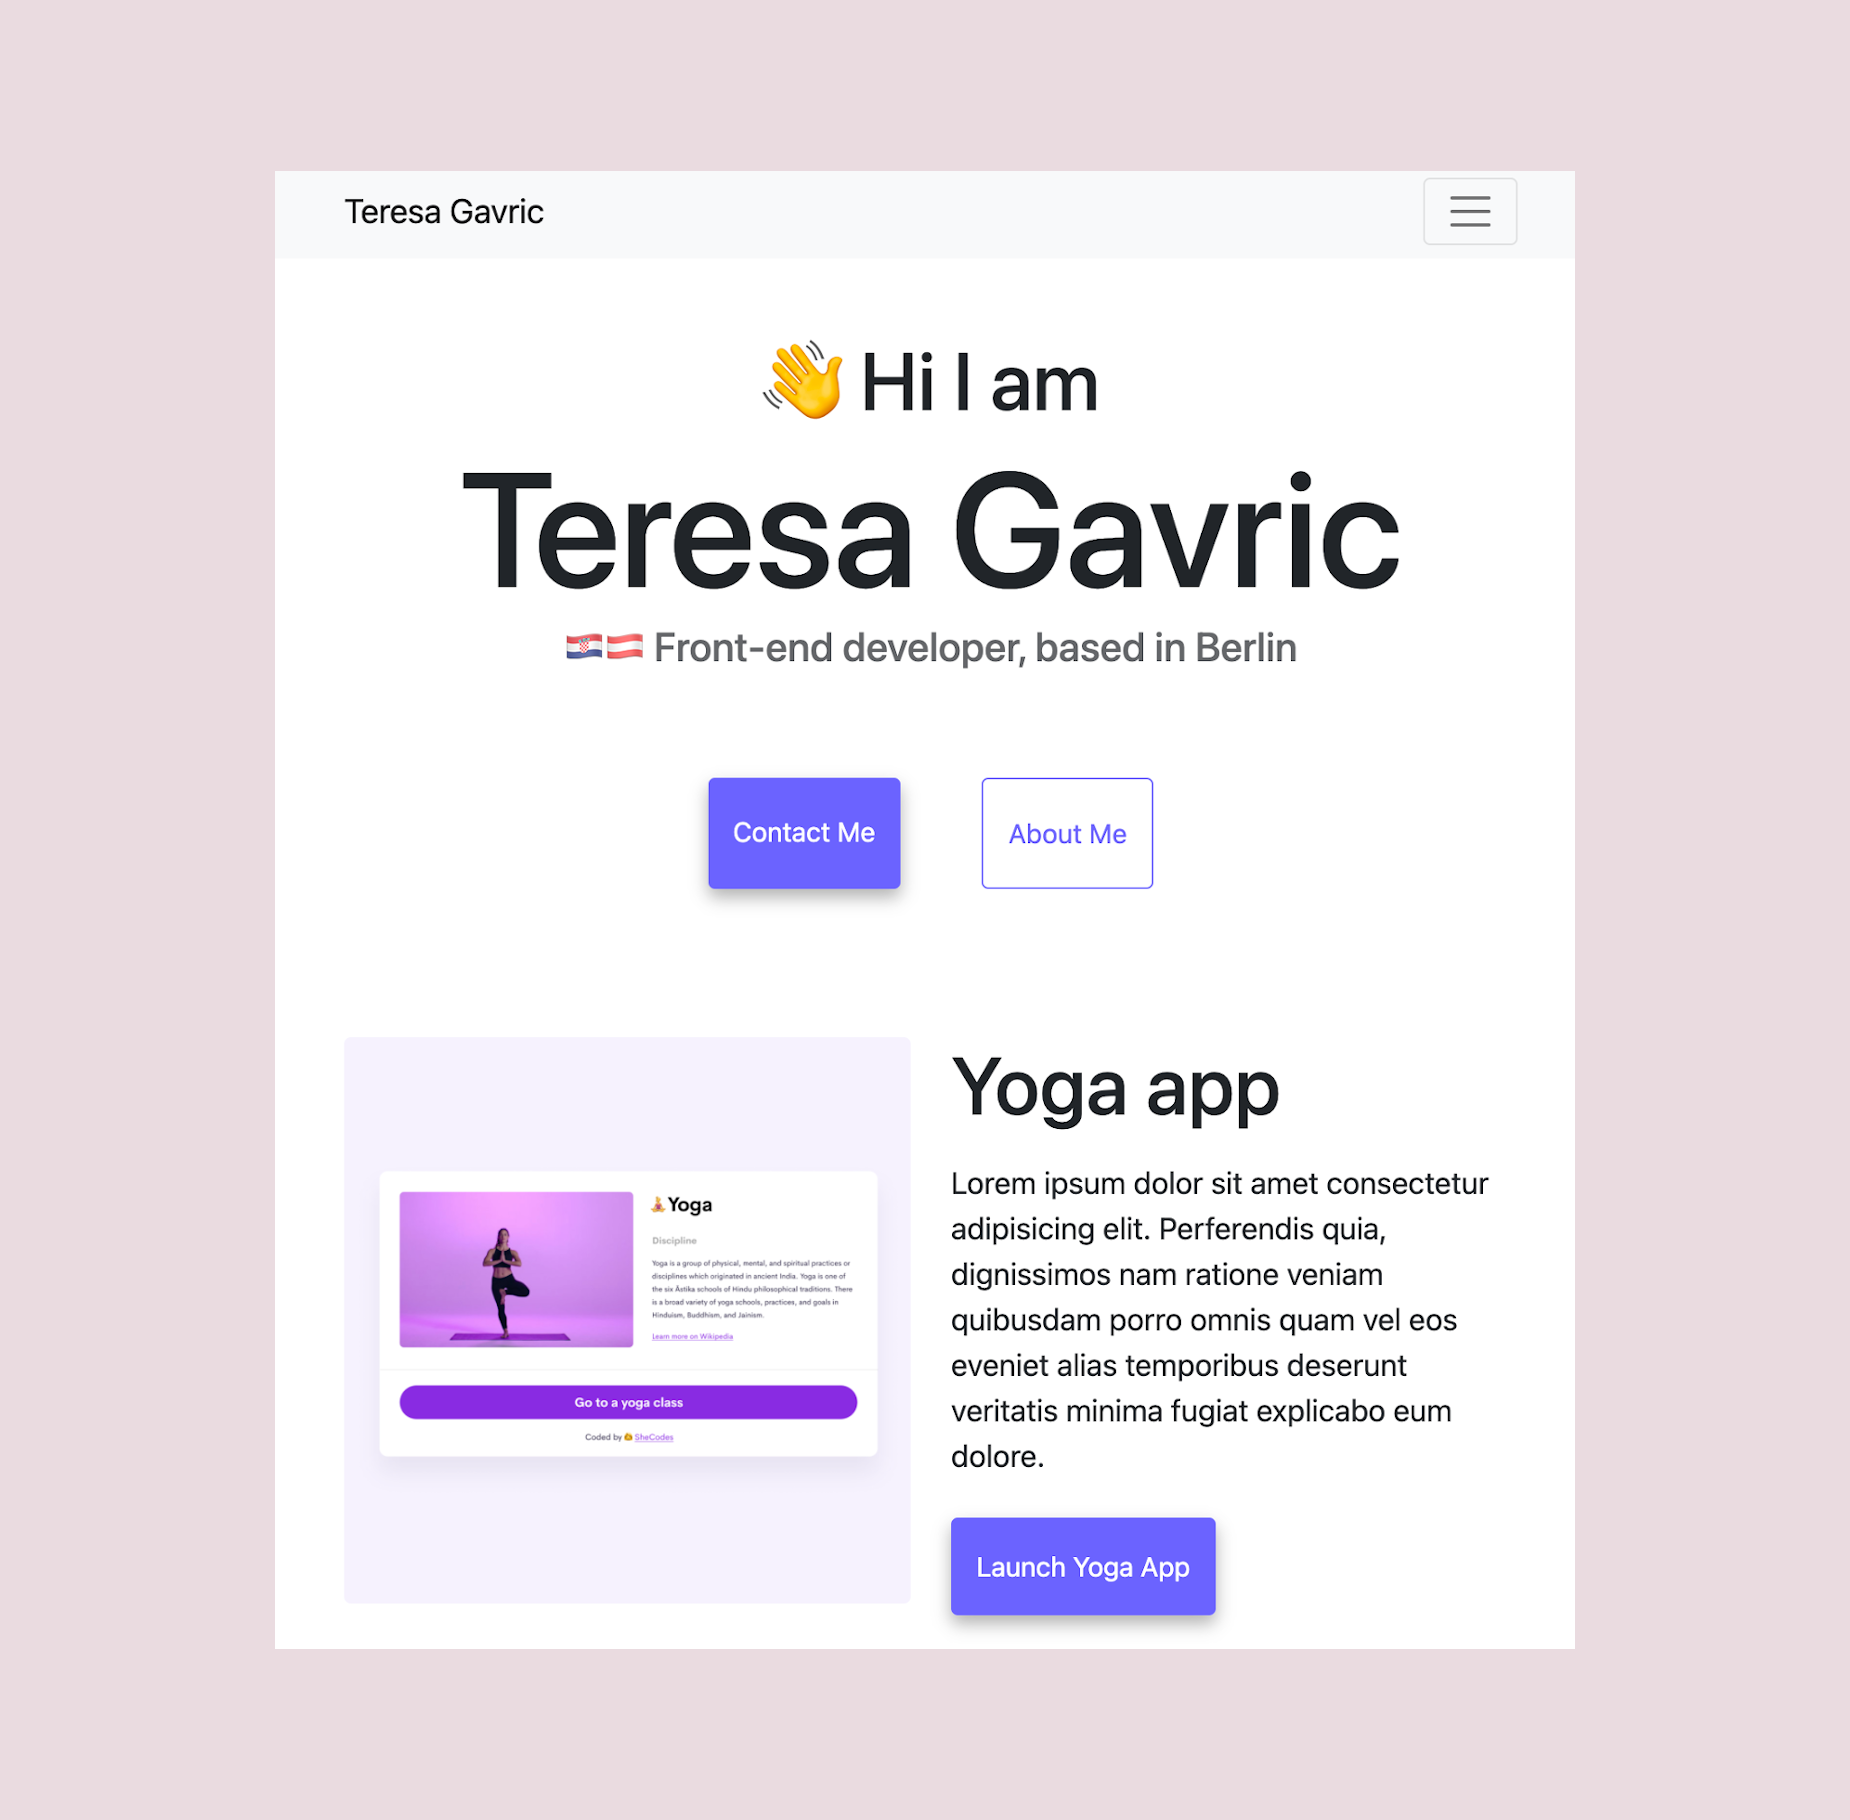 Teresa Gavric
👋 Hi I am
Teresa Gavric
🇭🇷🇦🇹 Front-end developer, based in Berlin
Contact Me
About Me
🧘Yoga
Discipline
Yoga is a group of physical, mental, and spiritual practices or
disciplines which originated in ancient India. Yoga is one of
the six Āstika schools of Hindu philosophical traditions. There
is a broad variety of yoga schools, practices, and goals in
Hinduism, Buddhism, and Jainism.
Learn more on Wikipedia
Go to a yoga class
Coded by SheCodes
Yoga app
Lorem ipsum dolor sit amet consectetur
adipisicing elit. Perferendis quia,
dignissimos nam ratione veniam
quibusdam porro omnis quam vel eos
eveniet alias temporibus deserunt
veritatis minima fugiat explicabo eum
dolore.
Launch Yoga App